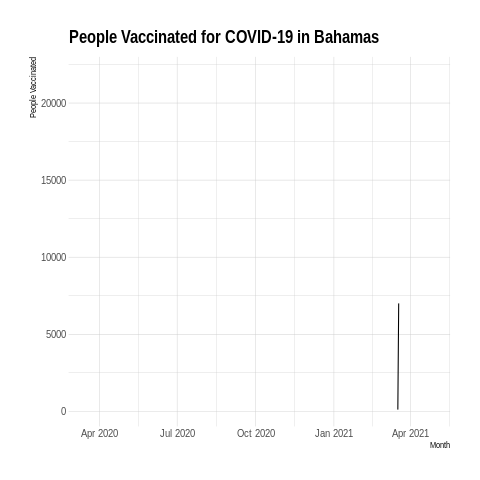 People Vaccinated for COVID-19 in Bahamas
People Vaccinated
20000
15000
10000
5000
0
Apr 2020 Jul 2020 Oct 2020 Jan 2021 Apr 2021
Month